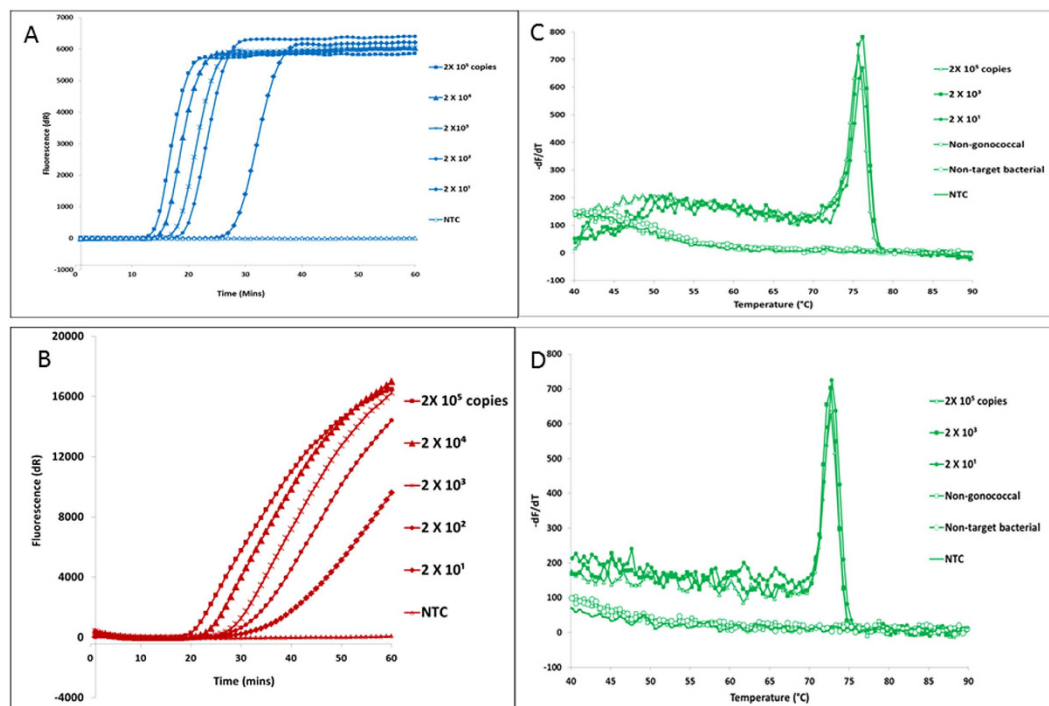 A
7000
6000
5000
4000
3000
2000
1000
0
-1000
Fluorescence (dR)
0 10 20 30 40 50 60
Time (Mins)
2X 10⁵ copies
2 X 10⁴
2 X10³
2 X 10²
2 X 10¹
NTC
C
800
700
600
500
400
300
200
100
0
-100
-dF/dT
40 45 50 55 60 65 70 75 80 85 90
Temperature (°C)
2X 10⁵ copies
2 X 10³
2 X 10¹
Non-gonococcal
Non-target bacterial
NTC
B
20000
16000
12000
8000
4000
0
-4000
Fluorescence (dR)
0 10 20 30 40 50 60
Time (mins)
2X 10⁵ copies
2 X 10⁴
2 X 10³
2 X 10²
2 X 10¹
NTC
D
800
700
600
500
400
300
200
100
0
-100
-dF/dT
40 45 50 55 60 65 70 75 80 85 90
Temperature (°C)
2X 10⁵ copies
2 X 10³
2 X 10¹
Non-gonococcal
Non-target bacterial
NTC